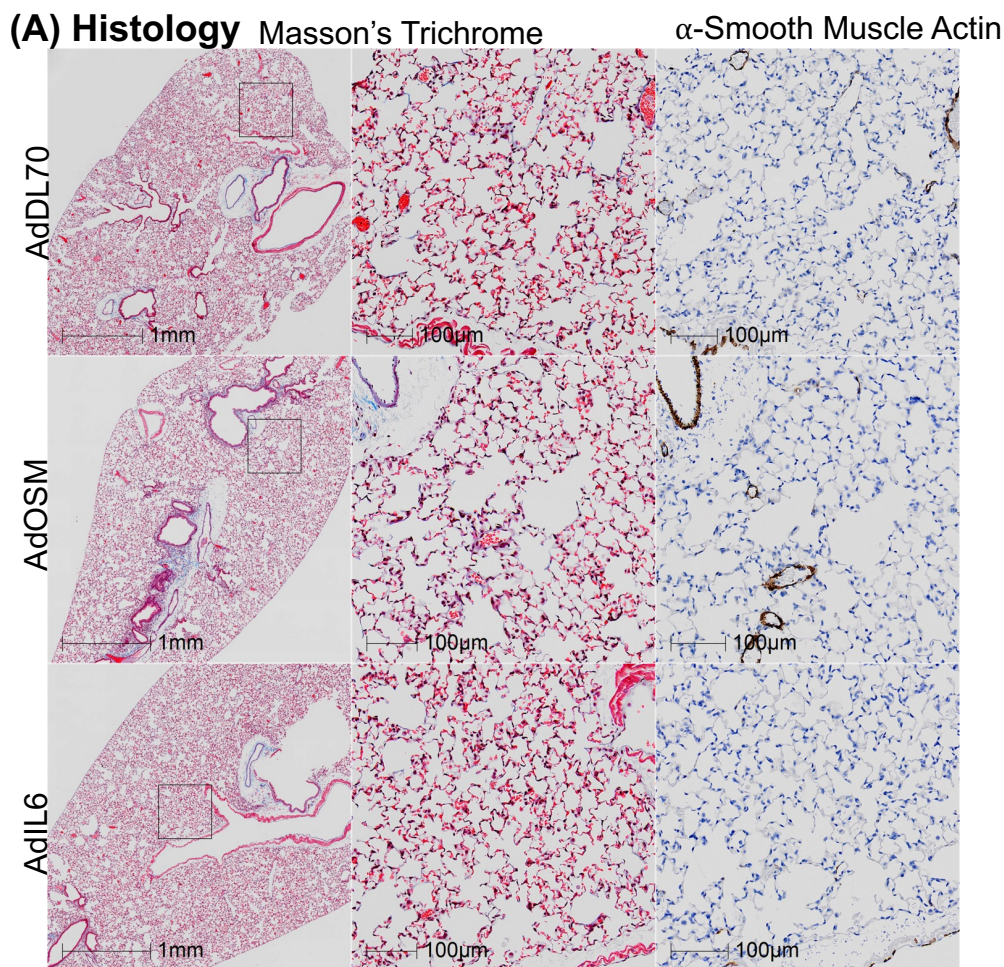 (A) Histology Masson's Trichrome α-Smooth Muscle Actin
AdDL70
1mm 100μm 100μm
AdOSM
1mm 100μm 100μm
AdIL6
1mm 100μm 100μm